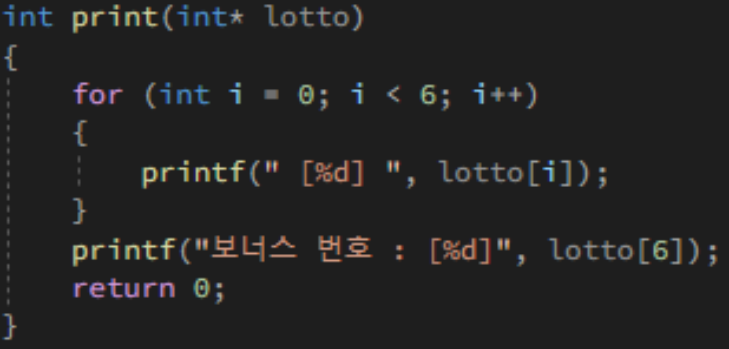 int print(int* lotto)
{
for (int i = 0; i < 6; i++)
{
printf(" [%d] ", lotto[i]);
}
printf("보너스 번호 : [%d]", lotto[6]);
return 0;
}